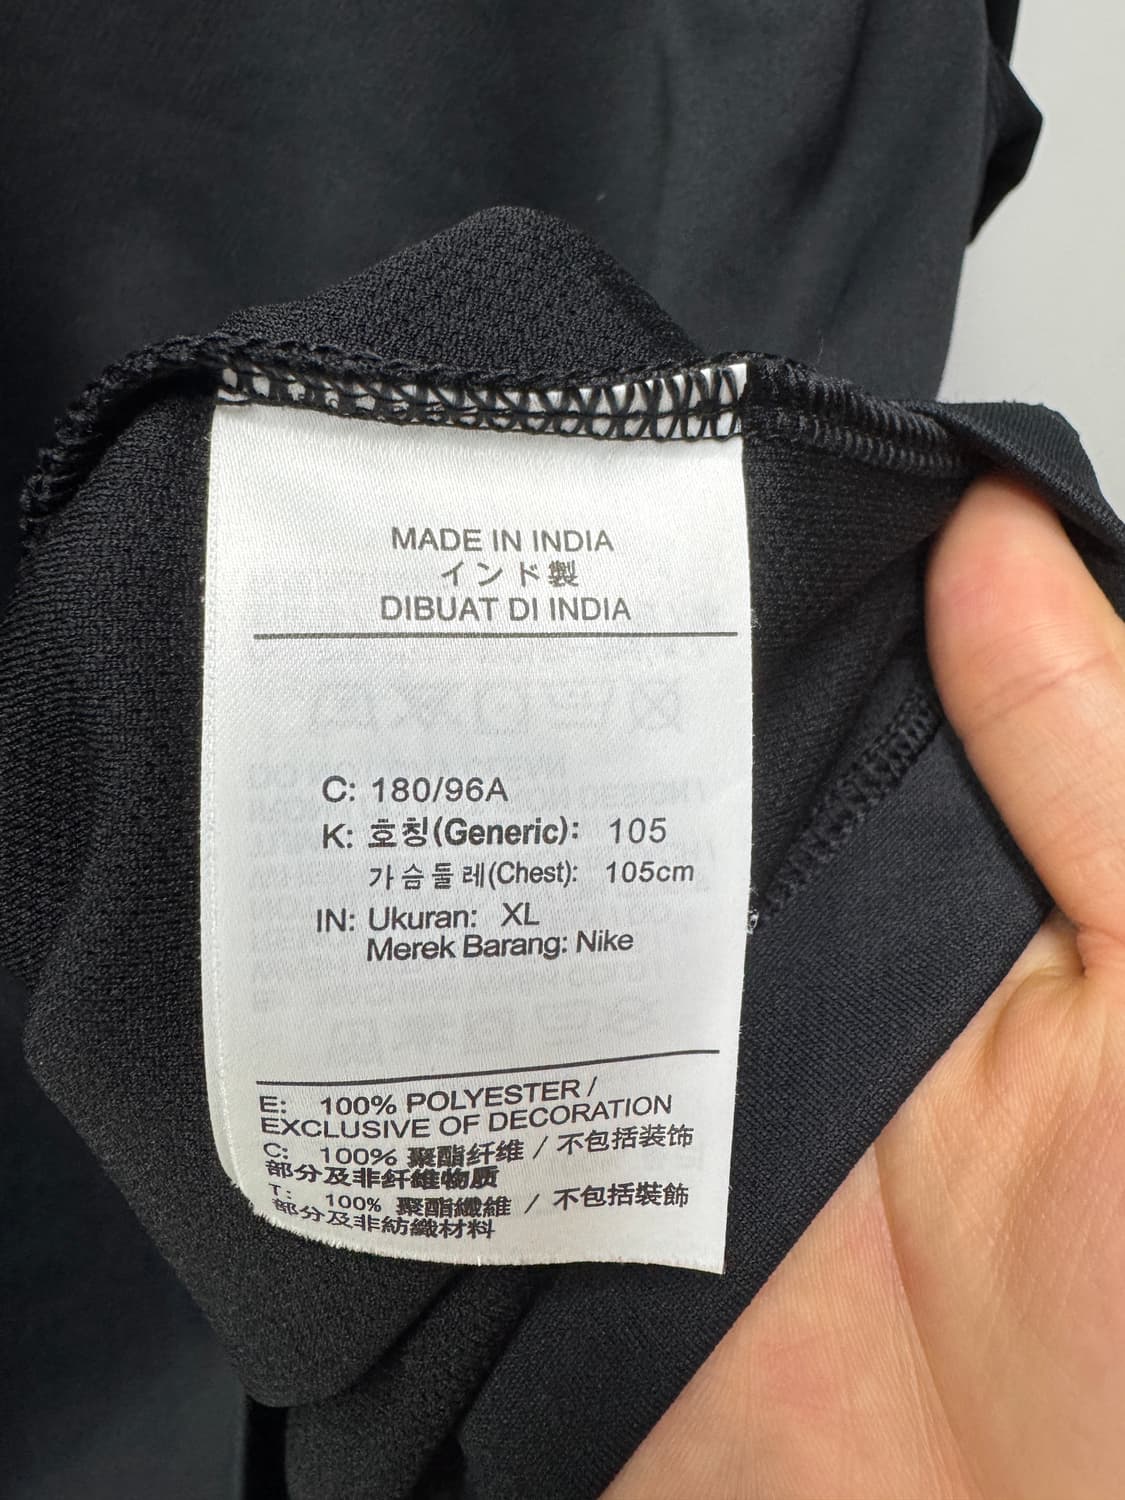 MADE IN INDIA
インド製
DIBUAT DI INDIA
C: 180/96A
K: 호칭(Generic): 105
가슴둘레(Chest): 105cm
IN: Ukuran: XL
Merek Barang: Nike
E: 100% POLYESTER /
EXCLUSIVE OF DECORATION
C: 100% 聚酯纤维 / 不包括装饰
部分及非纤维物质
T: 100% 聚酯纖維 / 不包括裝飾
部分及非紡織材料